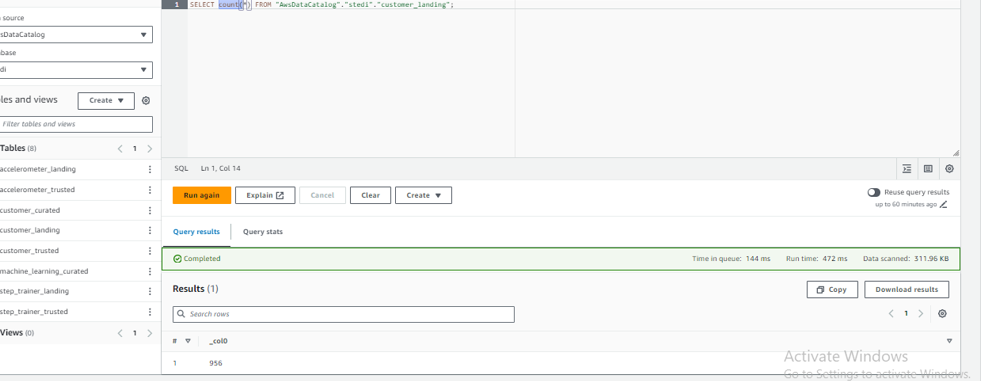 1 SELECT count(*) FROM "AwsDataCatalog"."stedi"."customer_landing";
source
sDataCatalog
base
di
les and views Create
Filter tables and views
Tables (8) 1
accelerometer_landing
accelerometer_trusted
customer_curated
customer_landing
customer_trusted
machine_learning_curated
step_trainer_landing
step_trainer_trusted
Views (0) 1
SQL Ln 1, Col 14
Run again Explain Cancel Clear Create
Reuse query results
up to 60 minutes ago
Query results Query stats
Completed Time in queue: 144 ms Run time: 472 ms Data scanned: 311.96 KB
Results (1) Copy Download results
Search rows 1
# _col0
1 956
Activate Windows
Go to Settings to activate Windows.